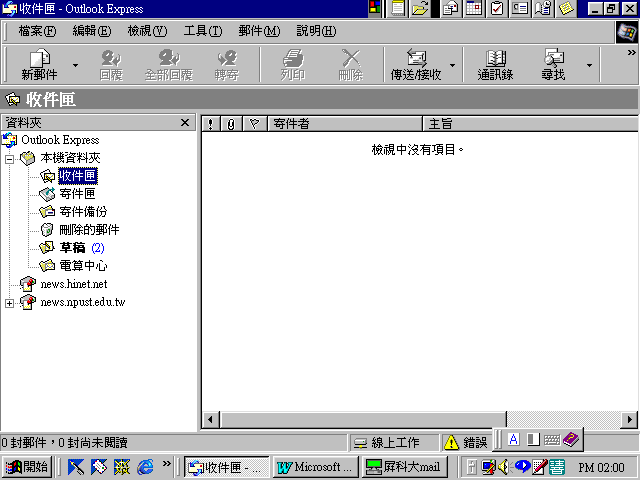 收件匣 - Outlook Express
檔案(F) 編輯(E) 檢視(V) 工具(T) 郵件(M) 說明(H)
新郵件 回覆 全部回覆 轉寄 列印 刪除 傳送/接收 通訊錄 尋找
收件匣
資料夾
! 寄件者 主旨
Outlook Express
檢視中沒有項目。
本機資料夾
收件匣
寄件匣
寄件備份
刪除的郵件
草稿 (2)
電算中心
news.hinet.net
news.npust.edu.tw
0 封郵件，0 封尚未閱讀 線上工作 錯誤 A
開始 » 收件匣 - ... Microsoft ... 屏科大mail PM 02:00